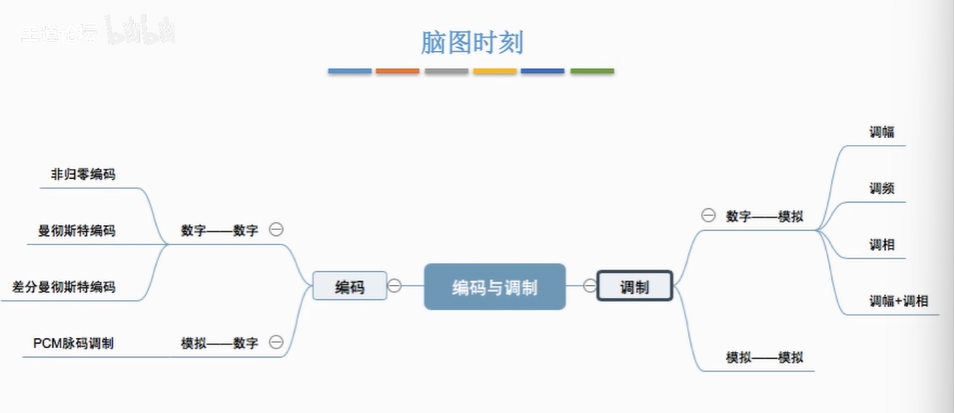 bilibili
脑图时刻
非归零编码
曼彻斯特编码
差分曼彻斯特编码
数字——数字
PCM脉码调制
模拟——数字
编码
编码与调制
调制
数字——模拟
调幅
调频
调相
调幅+调相
模拟——模拟